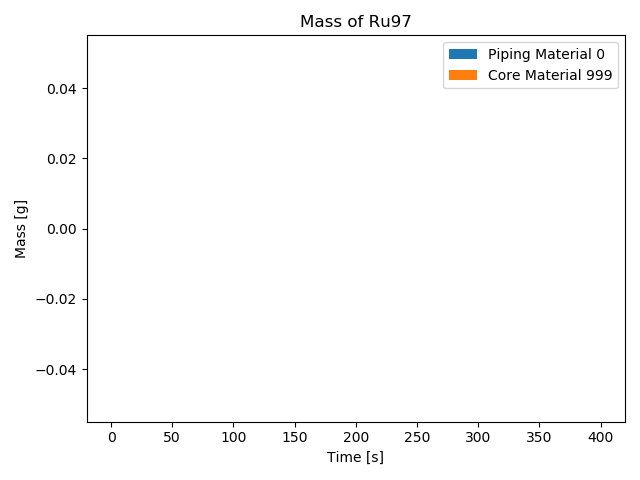 Mass of Ru97
Piping Material 0
Core Material 999
0.04
0.02
0.00
−0.02
−0.04
Mass [g]
0 50 100 150 200 250 300 350 400
Time [s]